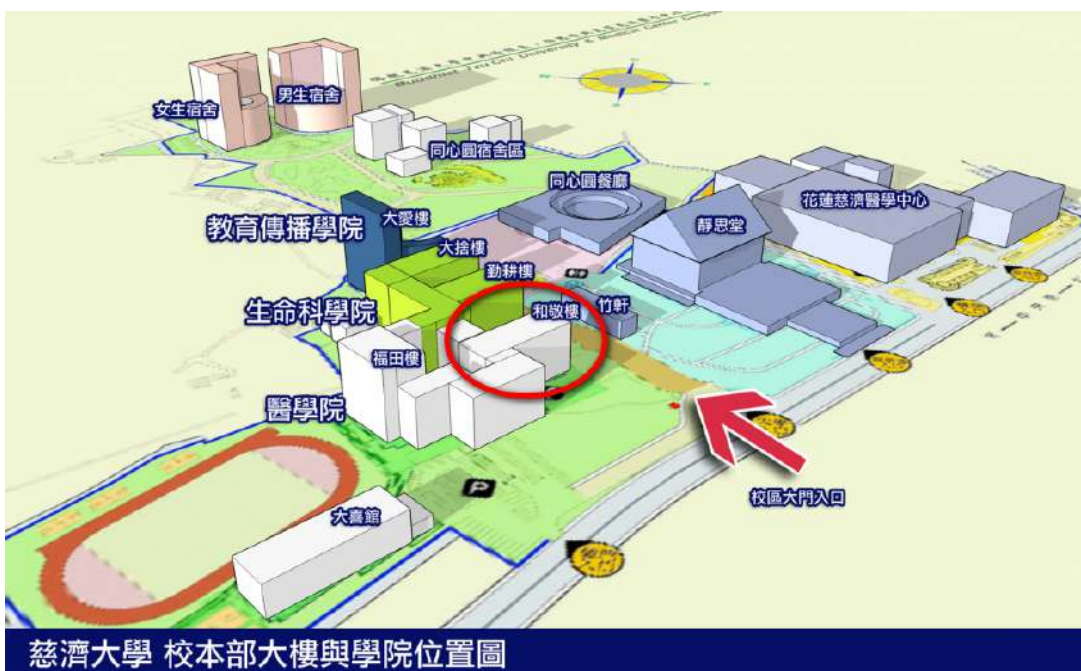 男生宿舍
女生宿舍
同心圓宿舍區
同心圓餐廳
花蓮慈濟醫學中心
大愛樓
教育傳播學院
靜思堂
大捨樓
勤耕樓
生命科學院
和敬樓
竹軒
福田樓
醫學院
P
校區大門入口
大喜館
慈濟大學 校本部大樓與學院位置圖